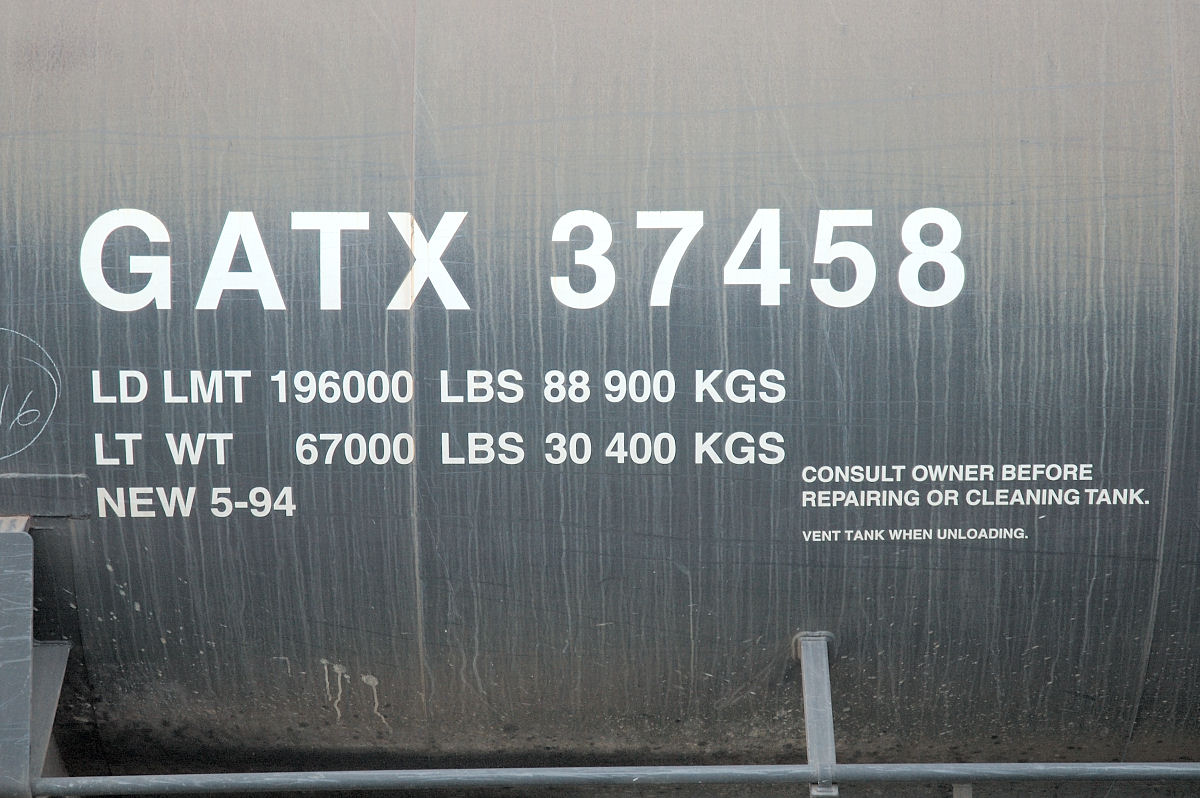 GATX 37458
LD LMT 196000 LBS 88 900 KGS
LT WT 67000 LBS 30 400 KGS
NEW 5-94
CONSULT OWNER BEFORE
REPAIRING OR CLEANING TANK.
VENT TANK WHEN UNLOADING.